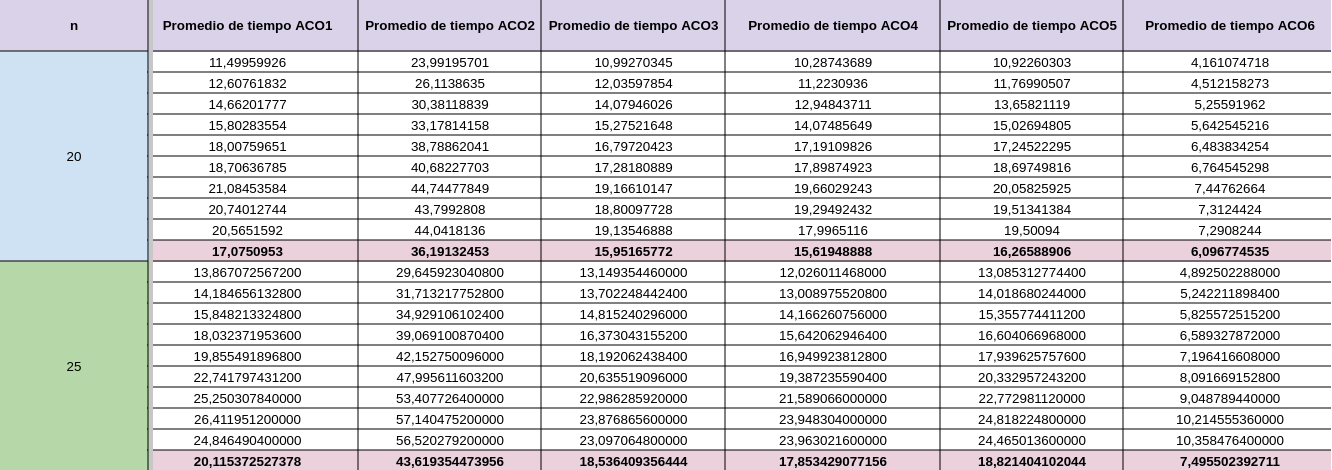 n Promedio de tiempo ACO1 Promedio de tiempo ACO2 Promedio de tiempo ACO3 Promedio de tiempo ACO4 Promedio de tiempo ACO5 Promedio de tiempo ACO6
11,49959926 23,99195701 10,99270345 10,28743689 10,92260303 4,161074718
12,60761832 26,1138635 12,03597854 11,2230936 11,76990507 4,512158273
14,66201777 30,38118839 14,07946026 12,94843711 13,65821119 5,25591962
15,80283554 33,17814158 15,27521648 14,07485649 15,02694805 5,642545216
18,00759651 38,78862041 16,79720423 17,19109826 17,24522295 6,483834254
20 18,70636785 40,68227703 17,28180889 17,89874923 18,69749816 6,764545298
21,08453584 44,74477849 19,16610147 19,66029243 20,05825925 7,44762664
20,74012744 43,7992808 18,80097728 19,29492432 19,51341384 7,3124424
20,5651592 44,0418136 19,13546888 17,9965116 19,50094 7,2908244
17,0750953 36,19132453 15,95165772 15,61948888 16,26588906 6,096774535
13,867072567200 29,645923040800 13,149354460000 12,026011468000 13,085312774400 4,892502288000
14,184656132800 31,713217752800 13,702248442400 13,008975520800 14,018680244000 5,242211898400
15,848213324800 34,929106102400 14,815240296000 14,166260756000 15,355774411200 5,825572515200
18,032371953600 39,069100870400 16,373043155200 15,642062946400 16,604066968000 6,589327872000
19,855491896800 42,152750096000 18,192062438400 16,949923812800 17,939625757600 7,196416608000
25 22,741797431200 47,995611603200 20,635519096000 19,387235590400 20,332957243200 8,091669152800
25,250307840000 53,407726400000 22,986285920000 21,589066000000 22,772981120000 9,048789440000
26,411951200000 57,140475200000 23,876865600000 23,948304000000 24,818224800000 10,214555360000
24,846490400000 56,520279200000 23,097064800000 23,963021600000 24,465013600000 10,358476400000
20,115372527378 43,619354473956 18,536409356444 17,853429077156 18,821404102044 7,495502392711